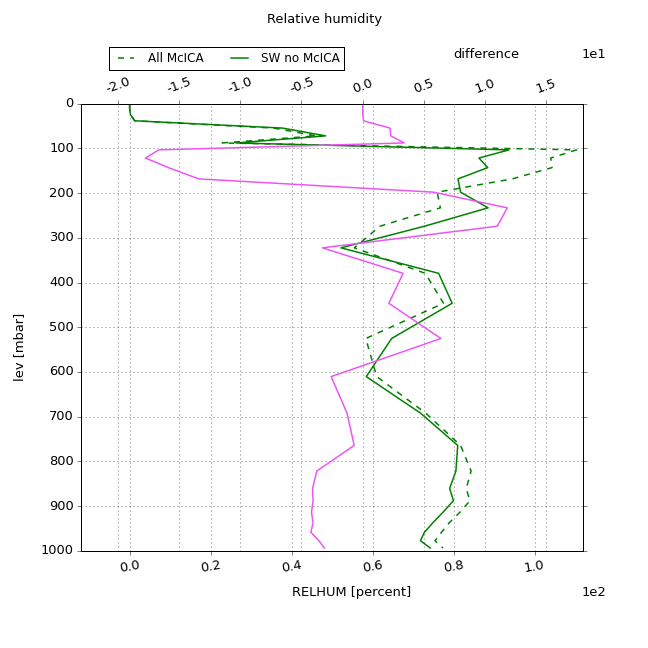 Relative humidity
All McICA SW no McICA difference 1e1
-2.0 -1.5 -1.0 -0.5 0.0 0.5 1.0 1.5
0
100
200
300
400
500
600
700
800
900
1000
lev [mbar]
0.0 0.2 0.4 0.6 0.8 1.0
RELHUM [percent] 1e2